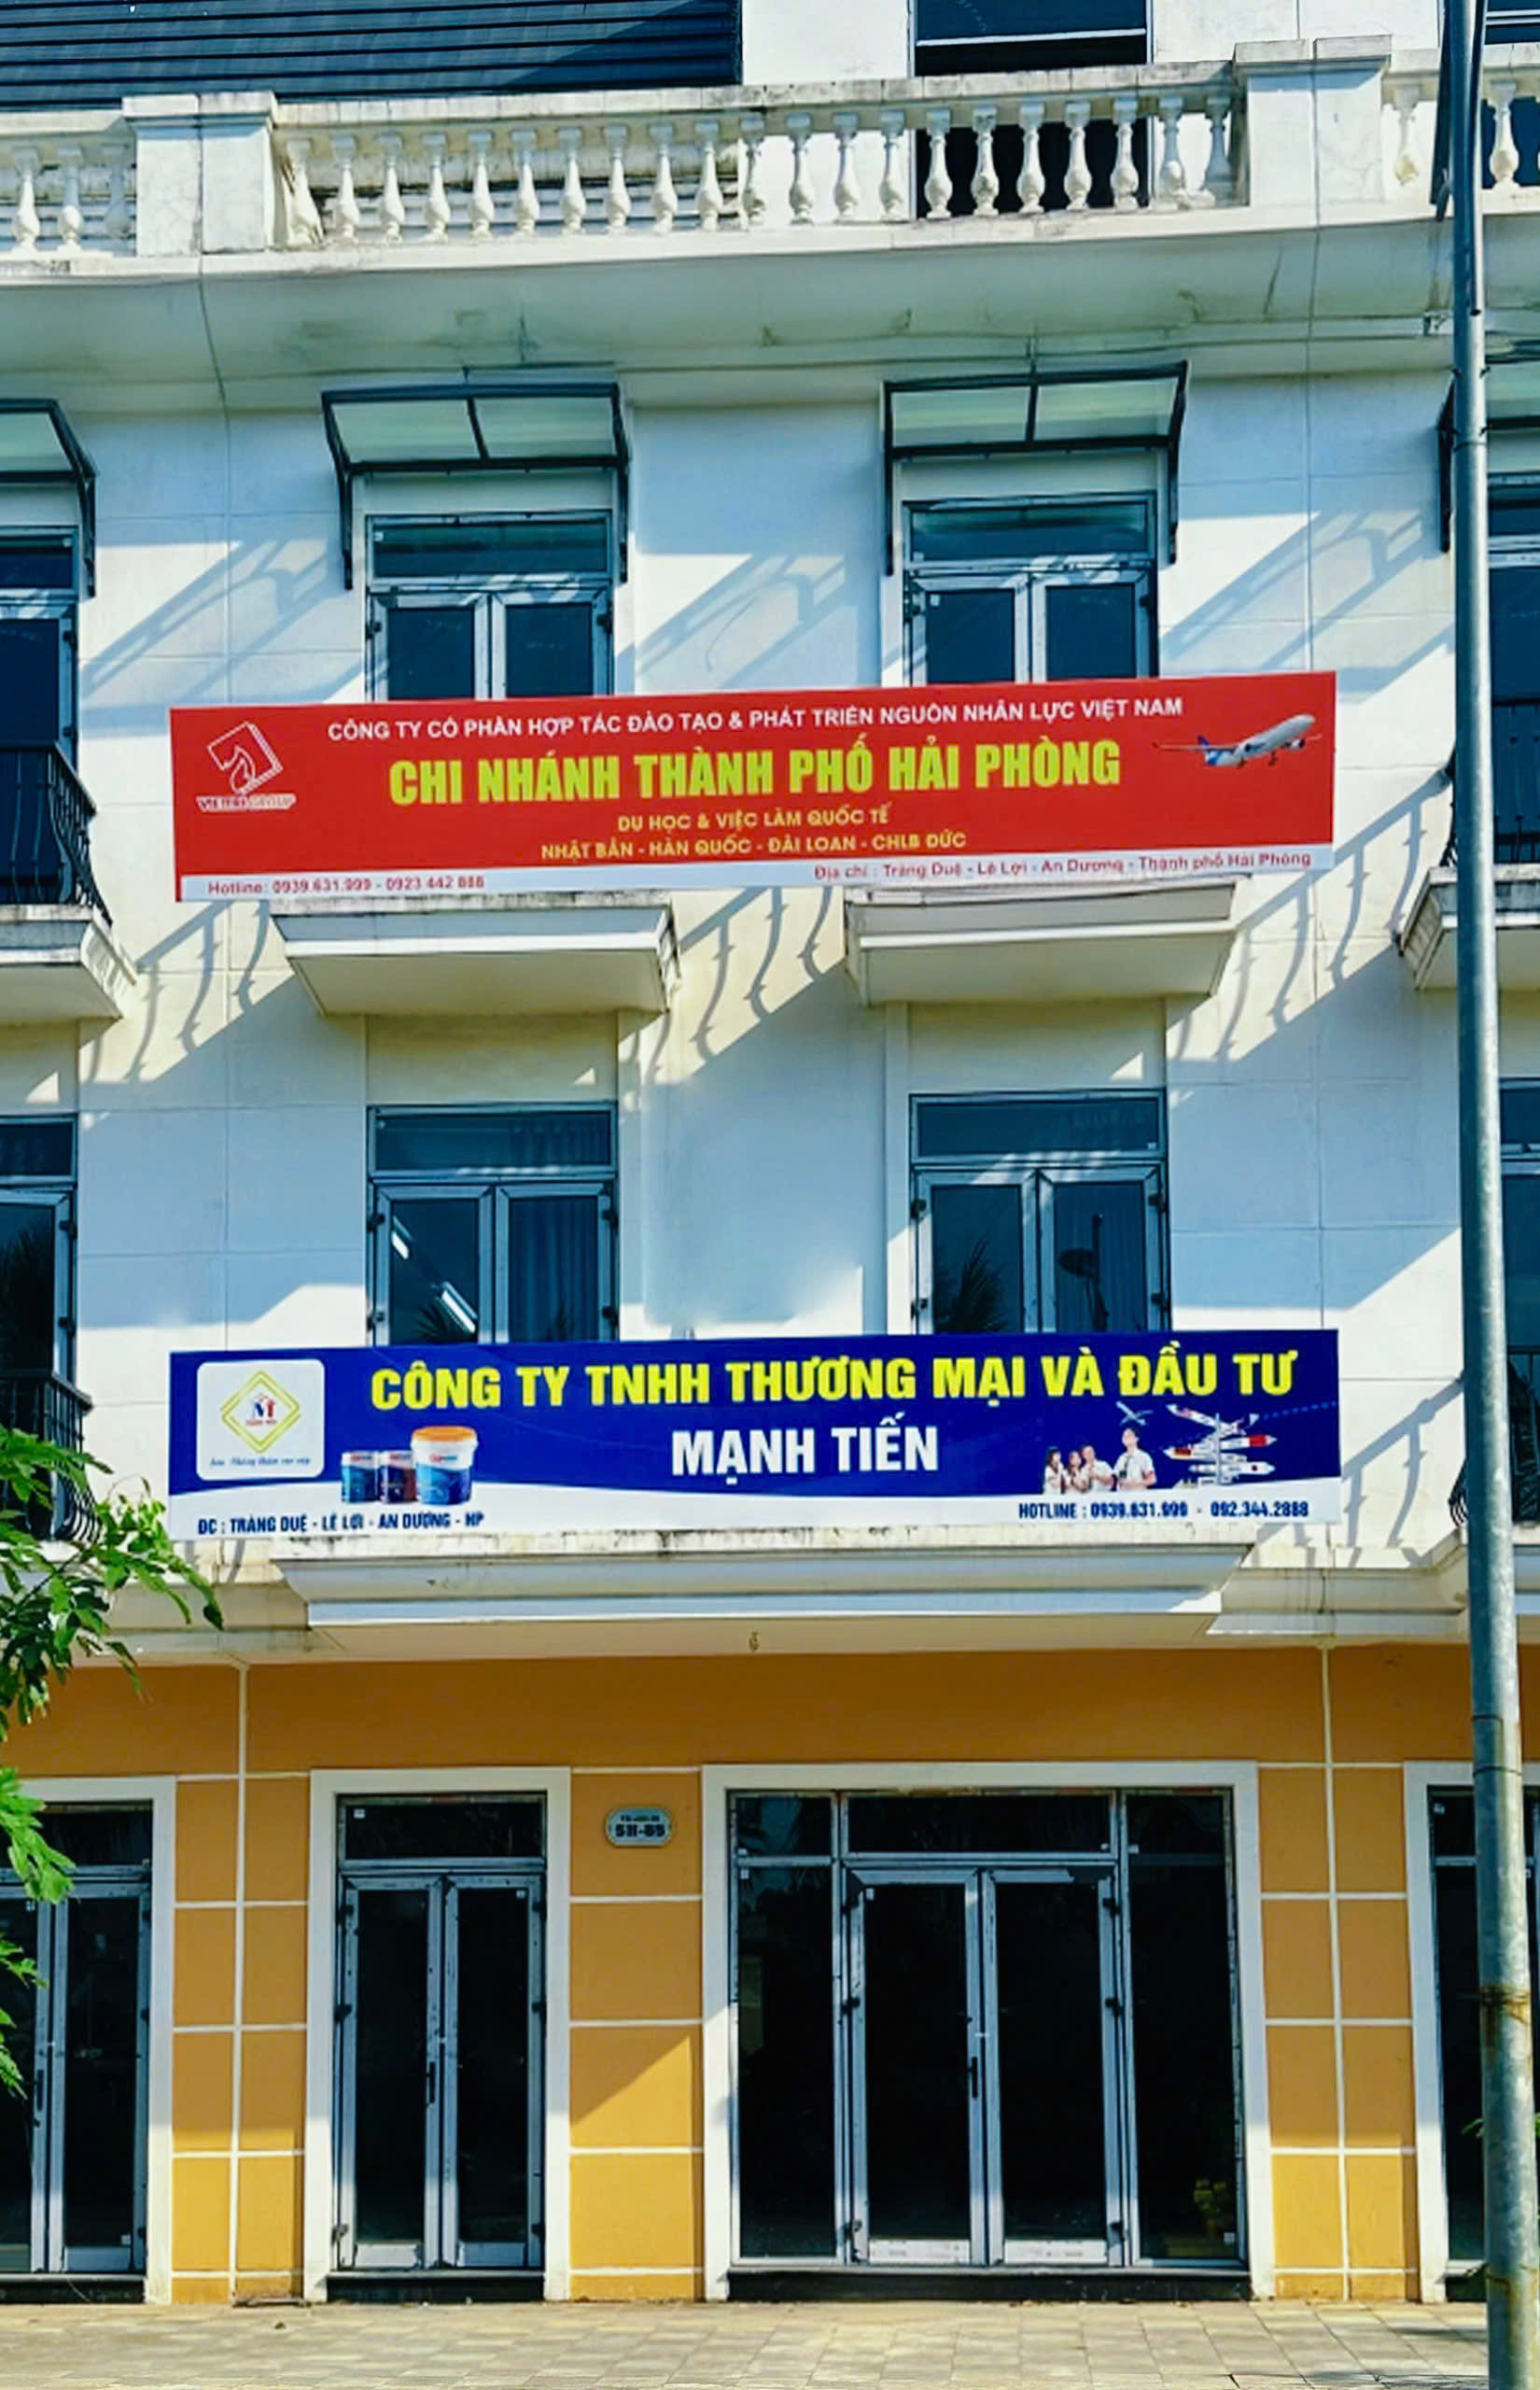 CÔNG TY CỔ PHẦN HỢP TÁC ĐÀO TẠO & PHÁT TRIỂN NGUỒN NHÂN LỰC VIỆT NAM
CHI NHÁNH THÀNH PHỐ HẢI PHÒNG
DU HỌC & VIỆC LÀM QUỐC TẾ
NHẬT BẢN - HÀN QUỐC - ĐÀI LOAN - CHLB ĐỨC
GROUP
Hotline: 0939.631.999 - 0923 442 888
Địa chỉ : Tràng Duệ - Lê Lợi - An Dương - Thành phố Hải Phòng
CÔNG TY TNHH THƯƠNG MẠI VÀ ĐẦU TƯ
MẠNH TIẾN
ĐC : TRÀNG DUỆ - LÊ LỢI - AN DƯƠNG - HP
HOTLINE : 0939.631.999 - 092.344.2888